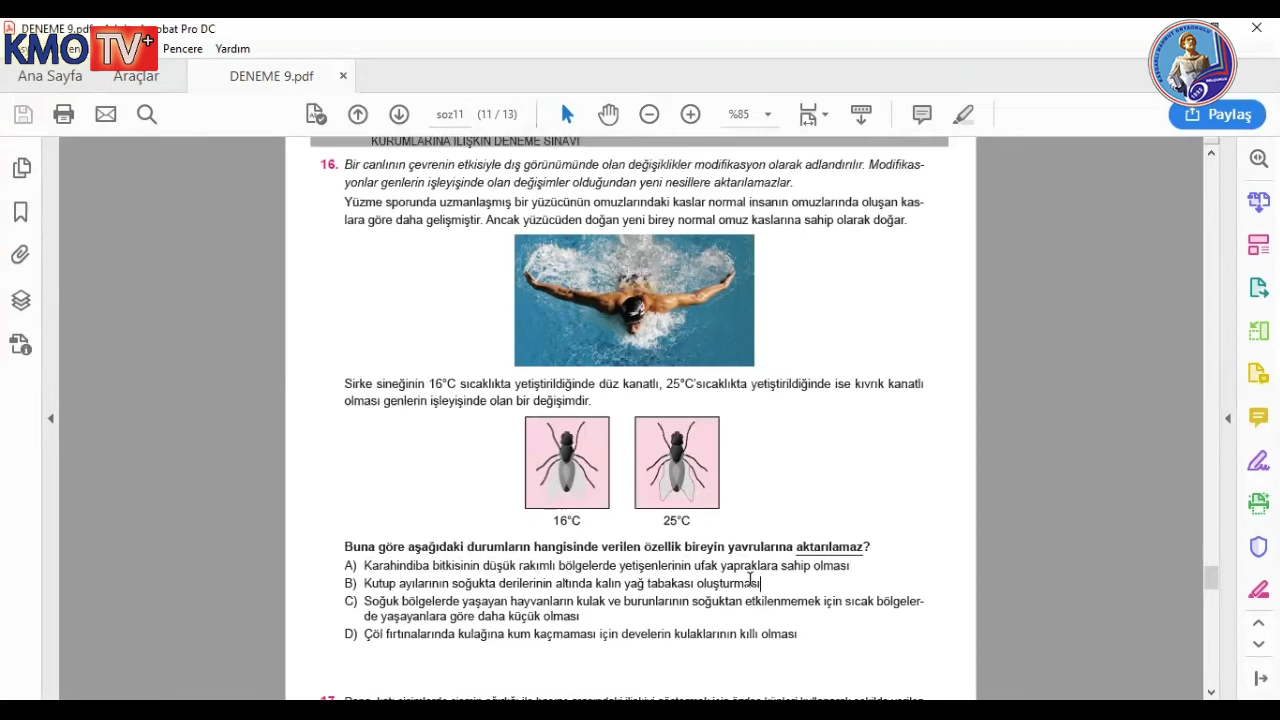 DENEME 9.pdf
obat Pro DC
KMO TV+
Pencere
Yardım
Ana Sayfa
Araçlar
DENEME 9.pdf
×
soz11
(11 / 13)
%85
Paylaş
KURUMLARINA İLİŞKİN DENEME SINAVI
16. Bir canlının çevrenin etkisiyle dış görünümünde olan değişiklikler modifikasyon olarak adlandırılır. Modifikas-
yonlar genlerin işleyişinde olan değişimler olduğundan yeni nesillere aktarılamazlar.
Yüzme sporunda uzmanlaşmış bir yüzücünün omuzlarındaki kaslar normal insanın omuzlarında oluşan kas-
lara göre daha gelişmiştir. Ancak yüzücüden doğan yeni birey normal omuz kaslarına sahip olarak doğar.
Sirke sineğinin 16°C sıcaklıkta yetiştirildiğinde düz kanatlı, 25°C'sıcaklıkta yetiştirildiğinde ise kıvrık kanatlı
olması genlerin işleyişinde olan bir değişimdir.
16°C
25°C
Buna göre aşağıdaki durumların hangisinde verilen özellik bireyin yavrularına aktarılamaz?
A) Karahindiba bitkisinin düşük rakımlı bölgelerde yetişenlerinin ufak yapraklara sahip olması
B) Kutup ayılarının soğukta derilerinin altında kalın yağ tabakası oluşturması
C) Soğuk bölgelerde yaşayan hayvanların kulak ve burunlarının soğuktan etkilenmemek için sıcak bölgeler-
de yaşayanlara göre daha küçük olması
D) Çöl fırtınalarında kulağına kum kaçmaması için develerin kulaklarının kıllı olması